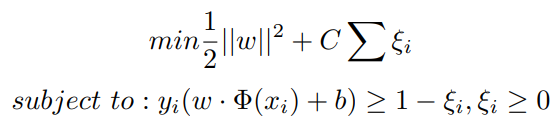 min 1/2 ||w||² + C ∑ ξᵢ
subject to : yᵢ(w · Φ(xᵢ) + b) ≥ 1 − ξᵢ, ξᵢ ≥ 0